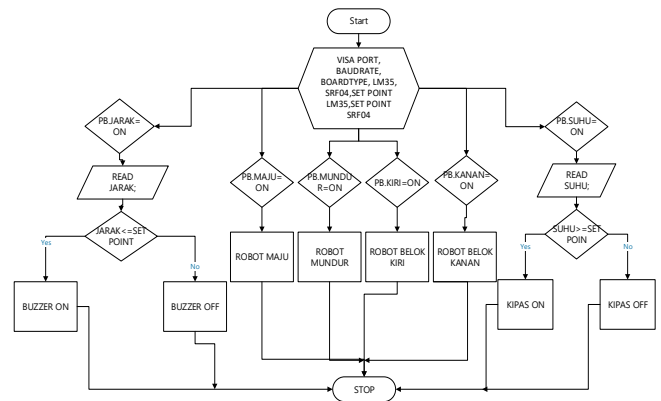 Start
VISA PORT,
BAUDRATE,
BOARDTYPE, LM35,
SRF04,SET POINT
LM35,SET POINT
SRF04
PB.JARAK=
ON
PB.SUHU=
ON
READ
JARAK;
PB.MAJU=
ON
PB.MUNDU
R=ON
PB.KIRI=ON
PB.KANAN=
ON
READ
SUHU;
JARAK<=SET
POINT
SUHU>=SET
POIN
Yes
No
Yes
No
ROBOT MAJU
ROBOT
MUNDUR
ROBOT BELOK
KIRI
ROBOT BELOK
KANAN
BUZZER ON
BUZZER OFF
KIPAS ON
KIPAS OFF
STOP